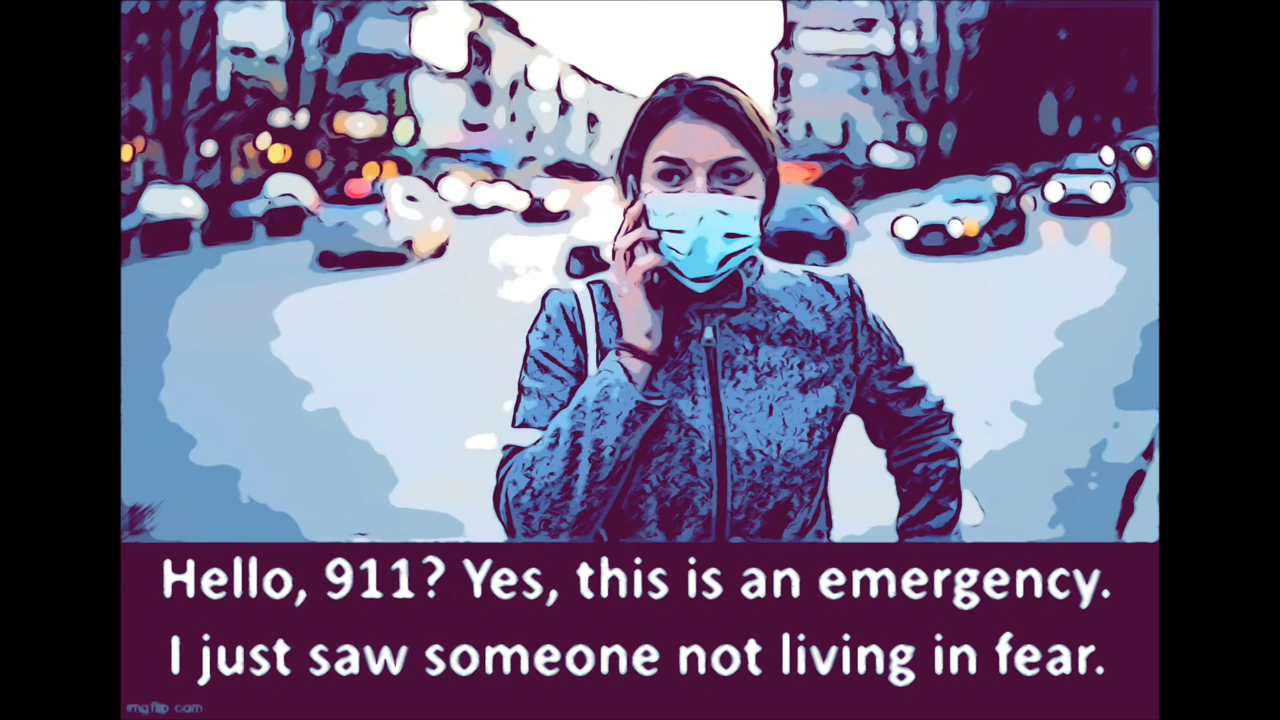 Hello, 911? Yes, this is an emergency.
I just saw someone not living in fear.
imgflip.com